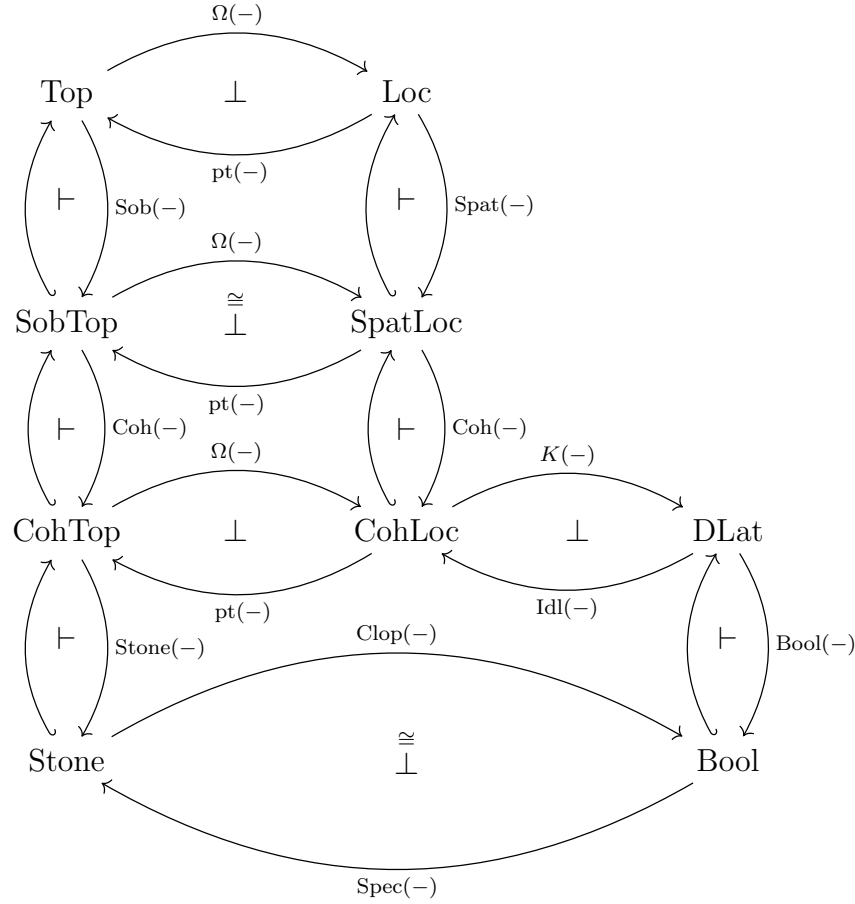 Ω(−)
Top ⊥ Loc
pt(−)
⊢ Sob(−) ⊢ Spat(−)
Ω(−)
≅
SobTop ⊥ SpatLoc
pt(−)
⊢ Coh(−) ⊢ Coh(−)
Ω(−) K(−)
CohTop ⊥ CohLoc ⊥ DLat
pt(−) Idl(−)
⊢ Stone(−) Clop(−) ⊢ Bool(−)
≅
Stone ⊥ Bool
Spec(−)